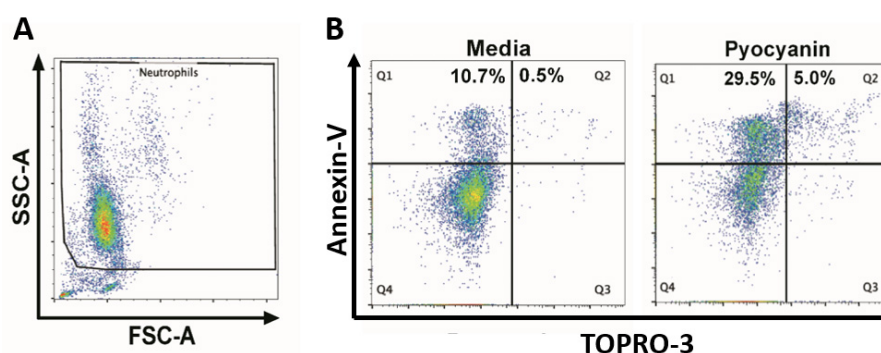 A
Neutrophils
SSC-A
FSC-A
B
Media
Pyocyanin
Q1
10.7%
0.5%
Q2
Q4
Q3
Q1
29.5%
5.0%
Q2
Q4
Q3
Annexin-V
TOPRO-3